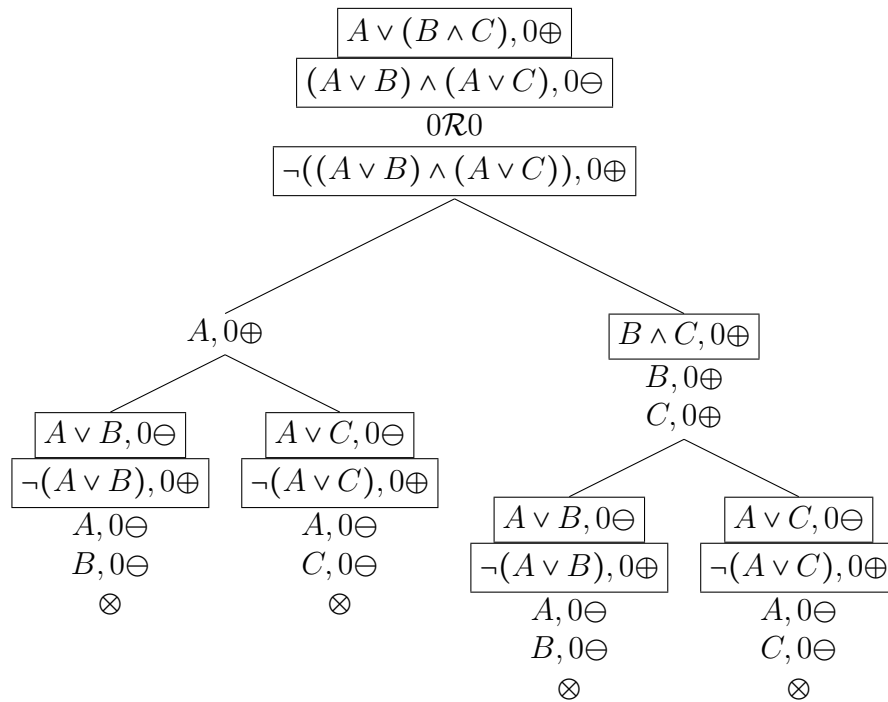 A ∨ (B ∧ C), 0⊕
(A ∨ B) ∧ (A ∨ C), 0⊖
0ℛ0
¬((A ∨ B) ∧ (A ∨ C)), 0⊕
A, 0⊕
B ∧ C, 0⊕
B, 0⊕
C, 0⊕
A ∨ B, 0⊖
¬(A ∨ B), 0⊕
A, 0⊖
B, 0⊖
⊗
A ∨ C, 0⊖
¬(A ∨ C), 0⊕
A, 0⊖
C, 0⊖
⊗
A ∨ B, 0⊖
¬(A ∨ B), 0⊕
A, 0⊖
B, 0⊖
⊗
A ∨ C, 0⊖
¬(A ∨ C), 0⊕
A, 0⊖
C, 0⊖
⊗